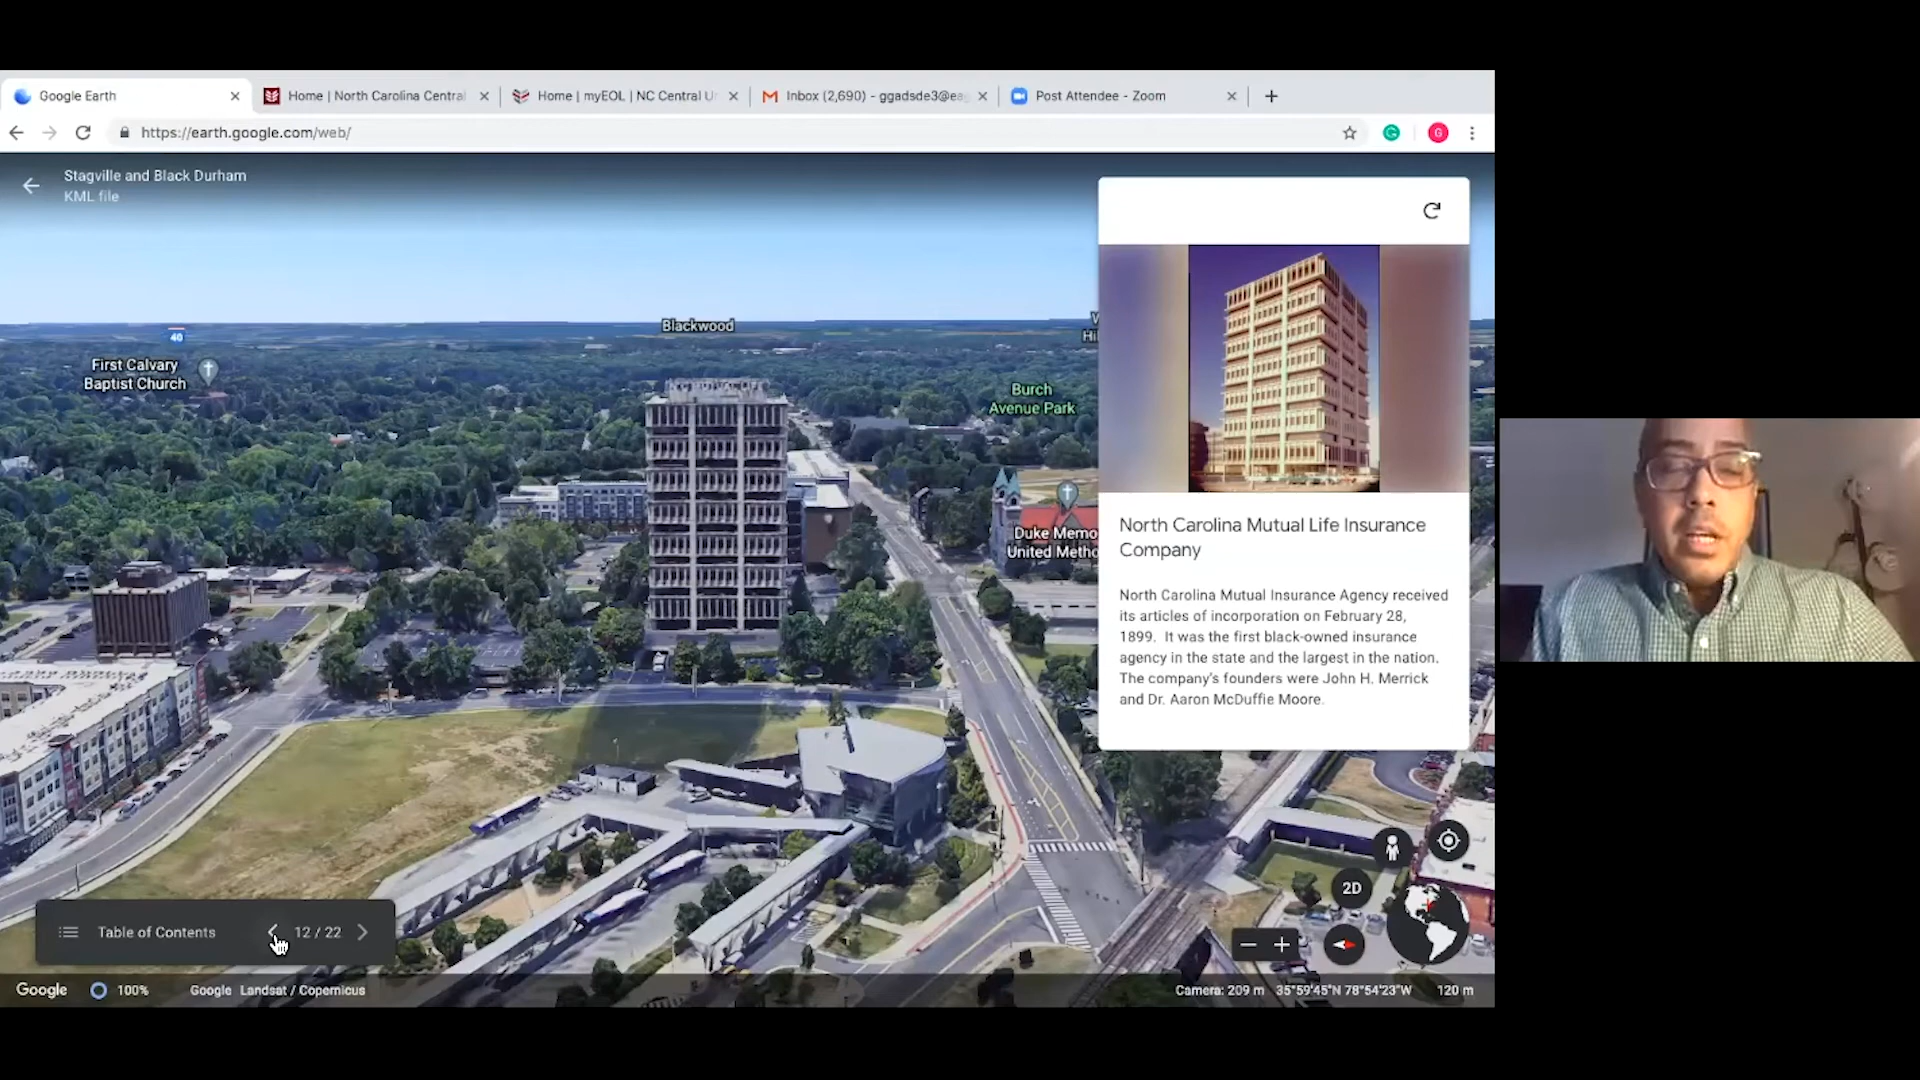 Google Earth
Home | North Carolina Central
Home | myEOL | NC Central Un
Inbox (2,690) - ggadsde3@ea
Post Attendee - Zoom
https://earth.google.com/web/
G
Stagville and Black Durham
KML file
Blackwood
40
First Calvary
Baptist Church
Burch
Avenue Park
Duke Memo
United Metho
North Carolina Mutual Life Insurance
Company
North Carolina Mutual Insurance Agency received
its articles of incorporation on February 28,
1899. It was the first black-owned insurance
agency in the state and the largest in the nation.
The company's founders were John H. Merrick
and Dr. Aaron McDuffie Moore.
2D
Table of Contents
12 / 22
Google
100%
Google Landsat / Copernicus
Camera: 209 m 35°59'45"N 78°54'23"W 120 m